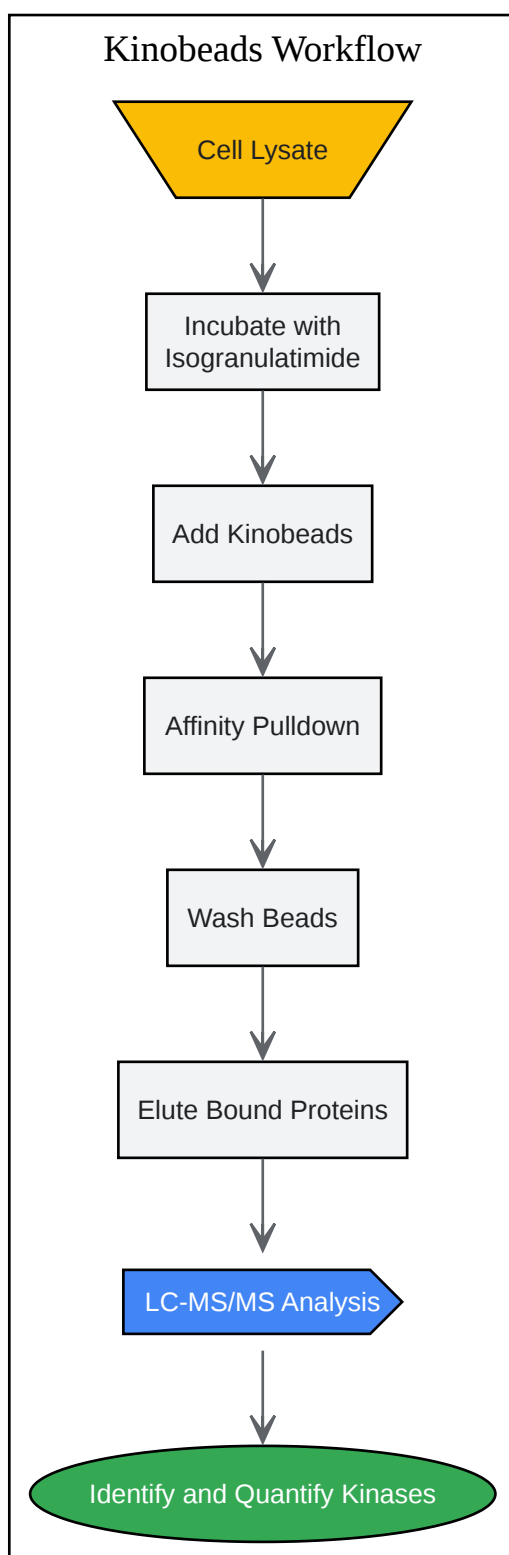 Kinobeads Workflow
Cell Lysate
Incubate with
Isogranulatimide
Add Kinobeads
Affinity Pulldown
Wash Beads
Elute Bound Proteins
LC-MS/MS Analysis
Identify and Quantify Kinases